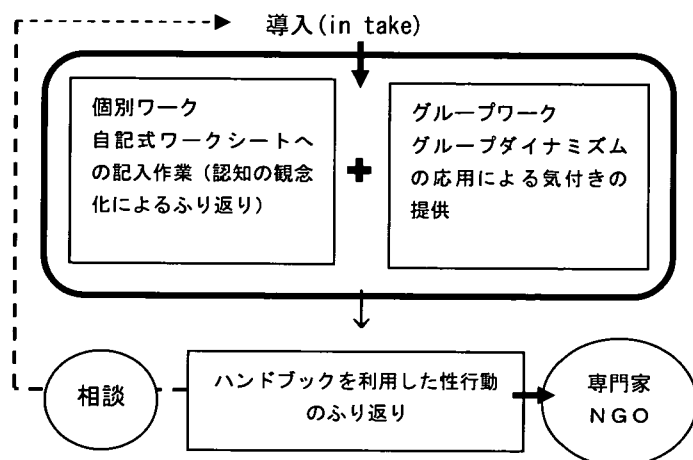 導入(in take)
個別ワーク
自記式ワークシートへ
の記入作業（認知の観念
化によるふり返り）
+
グループワーク
グループダイナミズム
の応用による気付きの
提供
相談
ハンドブックを利用した性行動
のふり返り
専門家
ＮＧＯ